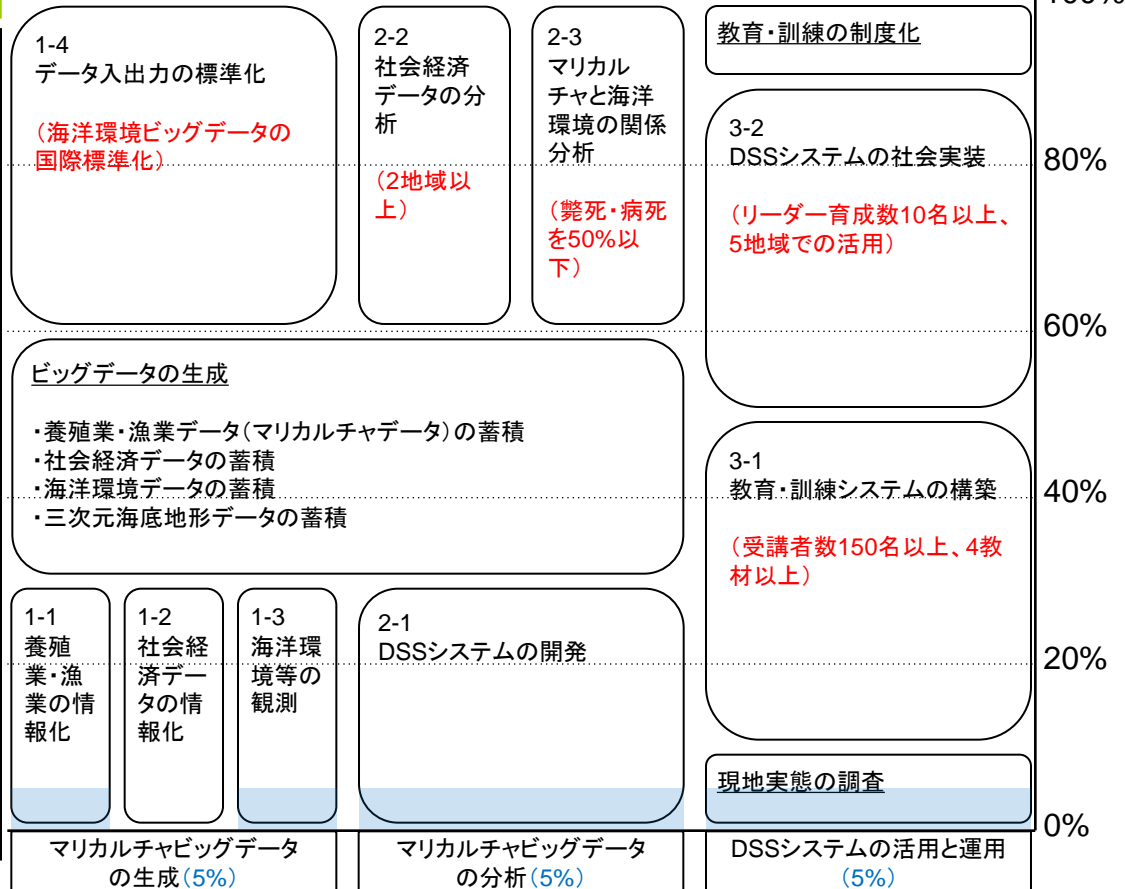 100%
1-4
データ入出力の標準化
（海洋環境ビッグデータの
国際標準化）
2-2
社会経済
データの分
析
（2地域以
上）
2-3
マリカル
チャと海洋
環境の関係
分析
（斃死・病死
を50%以
下）
教育・訓練の制度化
3-2
DSSシステムの社会実装
（リーダー育成数10名以上、
5地域での活用）
80%
60%
ビッグデータの生成
・養殖業・漁業データ（マリカルチャデータ）の蓄積
・社会経済データの蓄積
・海洋環境データの蓄積
・三次元海底地形データの蓄積
3-1
教育・訓練システムの構築
（受講者数150名以上、4教
材以上）
40%
1-1
養殖
業・漁
業の情
報化
1-2
社会経
済デー
タの情
報化
1-3
海洋環
境等の
観測
2-1
DSSシステムの開発
20%
現地実態の調査
0%
マリカルチャビッグデータ
の生成（5%）
マリカルチャビッグデータ
の分析（5%）
DSSシステムの活用と運用
（5%）